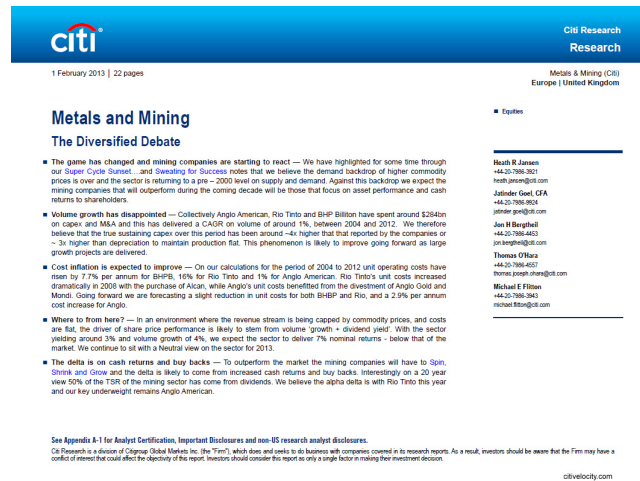 citi
Citi Research
Research
1 February 2013 | 22 pages
Metals & Mining (Citi)
Europe | United Kingdom
Metals and Mining
The Diversified Debate
■ Equities
■ The game has changed and mining companies are starting to react — We have highlighted for some time through
our Super Cycle Sunset....and Sweating for Success notes that we believe the demand backdrop of higher commodity
prices is over and the sector is returning to a pre – 2000 level on supply and demand. Against this backdrop we expect the
mining companies that will outperform during the coming decade will be those that focus on asset performance and cash
returns to shareholders.
■ Volume growth has disappointed — Collectively Anglo American, Rio Tinto and BHP Billiton have spent around $284bn
on capex and M&A and this has delivered a CAGR on volume of around 1%, between 2004 and 2012. We therefore
believe that the true sustaining capex over this period has been around ~4x higher that that reported by the companies or
~ 3x higher than depreciation to maintain production flat. This phenomenon is likely to improve going forward as large
growth projects are delivered.
■ Cost inflation is expected to improve — On our calculations for the period of 2004 to 2012 unit operating costs have
risen by 7.7% per annum for BHPB, 16% for Rio Tinto and 1% for Anglo American. Rio Tinto's unit costs increased
dramatically in 2008 with the purchase of Alcan, while Anglo's unit costs benefitted from the divestment of Anglo Gold and
Mondi. Going forward we are forecasting a slight reduction in unit costs for both BHBP and Rio, and a 2.9% per annum
cost increase for Anglo.
■ Where to from here? — In an environment where the revenue stream is being capped by commodity prices, and costs
are flat, the driver of share price performance is likely to stem from volume 'growth + dividend yield'. With the sector
yielding around 3% and volume growth of 4%, we expect the sector to deliver 7% nominal returns - below that of the
market. We continue to sit with a Neutral view on the sector for 2013.
■ The delta is on cash returns and buy backs — To outperform the market the mining companies will have to Spin,
Shrink and Grow and the delta is likely to come from increased cash returns and buy backs. Interestingly on a 20 year
view 50% of the TSR of the mining sector has come from dividends. We believe the alpha delta is with Rio Tinto this year
and our key underweight remains Anglo American.
Heath R Jansen
+44-20-7986-3921
heath.jansen@citi.com
Jatinder Goel, CFA
+44-20-7986-9924
jatinder.goel@citi.com
Jon H Bergtheil
+44-20-7986-4453
jon.bergtheil@citi.com
Thomas O'Hara
+44-20-7986-4557
thomas.joseph.ohara@citi.com
Michael E Flitton
+44-20-7986-3943
michael.flitton@citi.com
See Appendix A-1 for Analyst Certification, Important Disclosures and non-US research analyst disclosures.
Citi Research is a division of Citigroup Global Markets Inc. (the "Firm"), which does and seeks to do business with companies covered in its research reports. As a result, investors should be aware that the Firm may have a
conflict of interest that could affect the objectivity of this report. Investors should consider this report as only a single factor in making their investment decision.
citivelocity.com